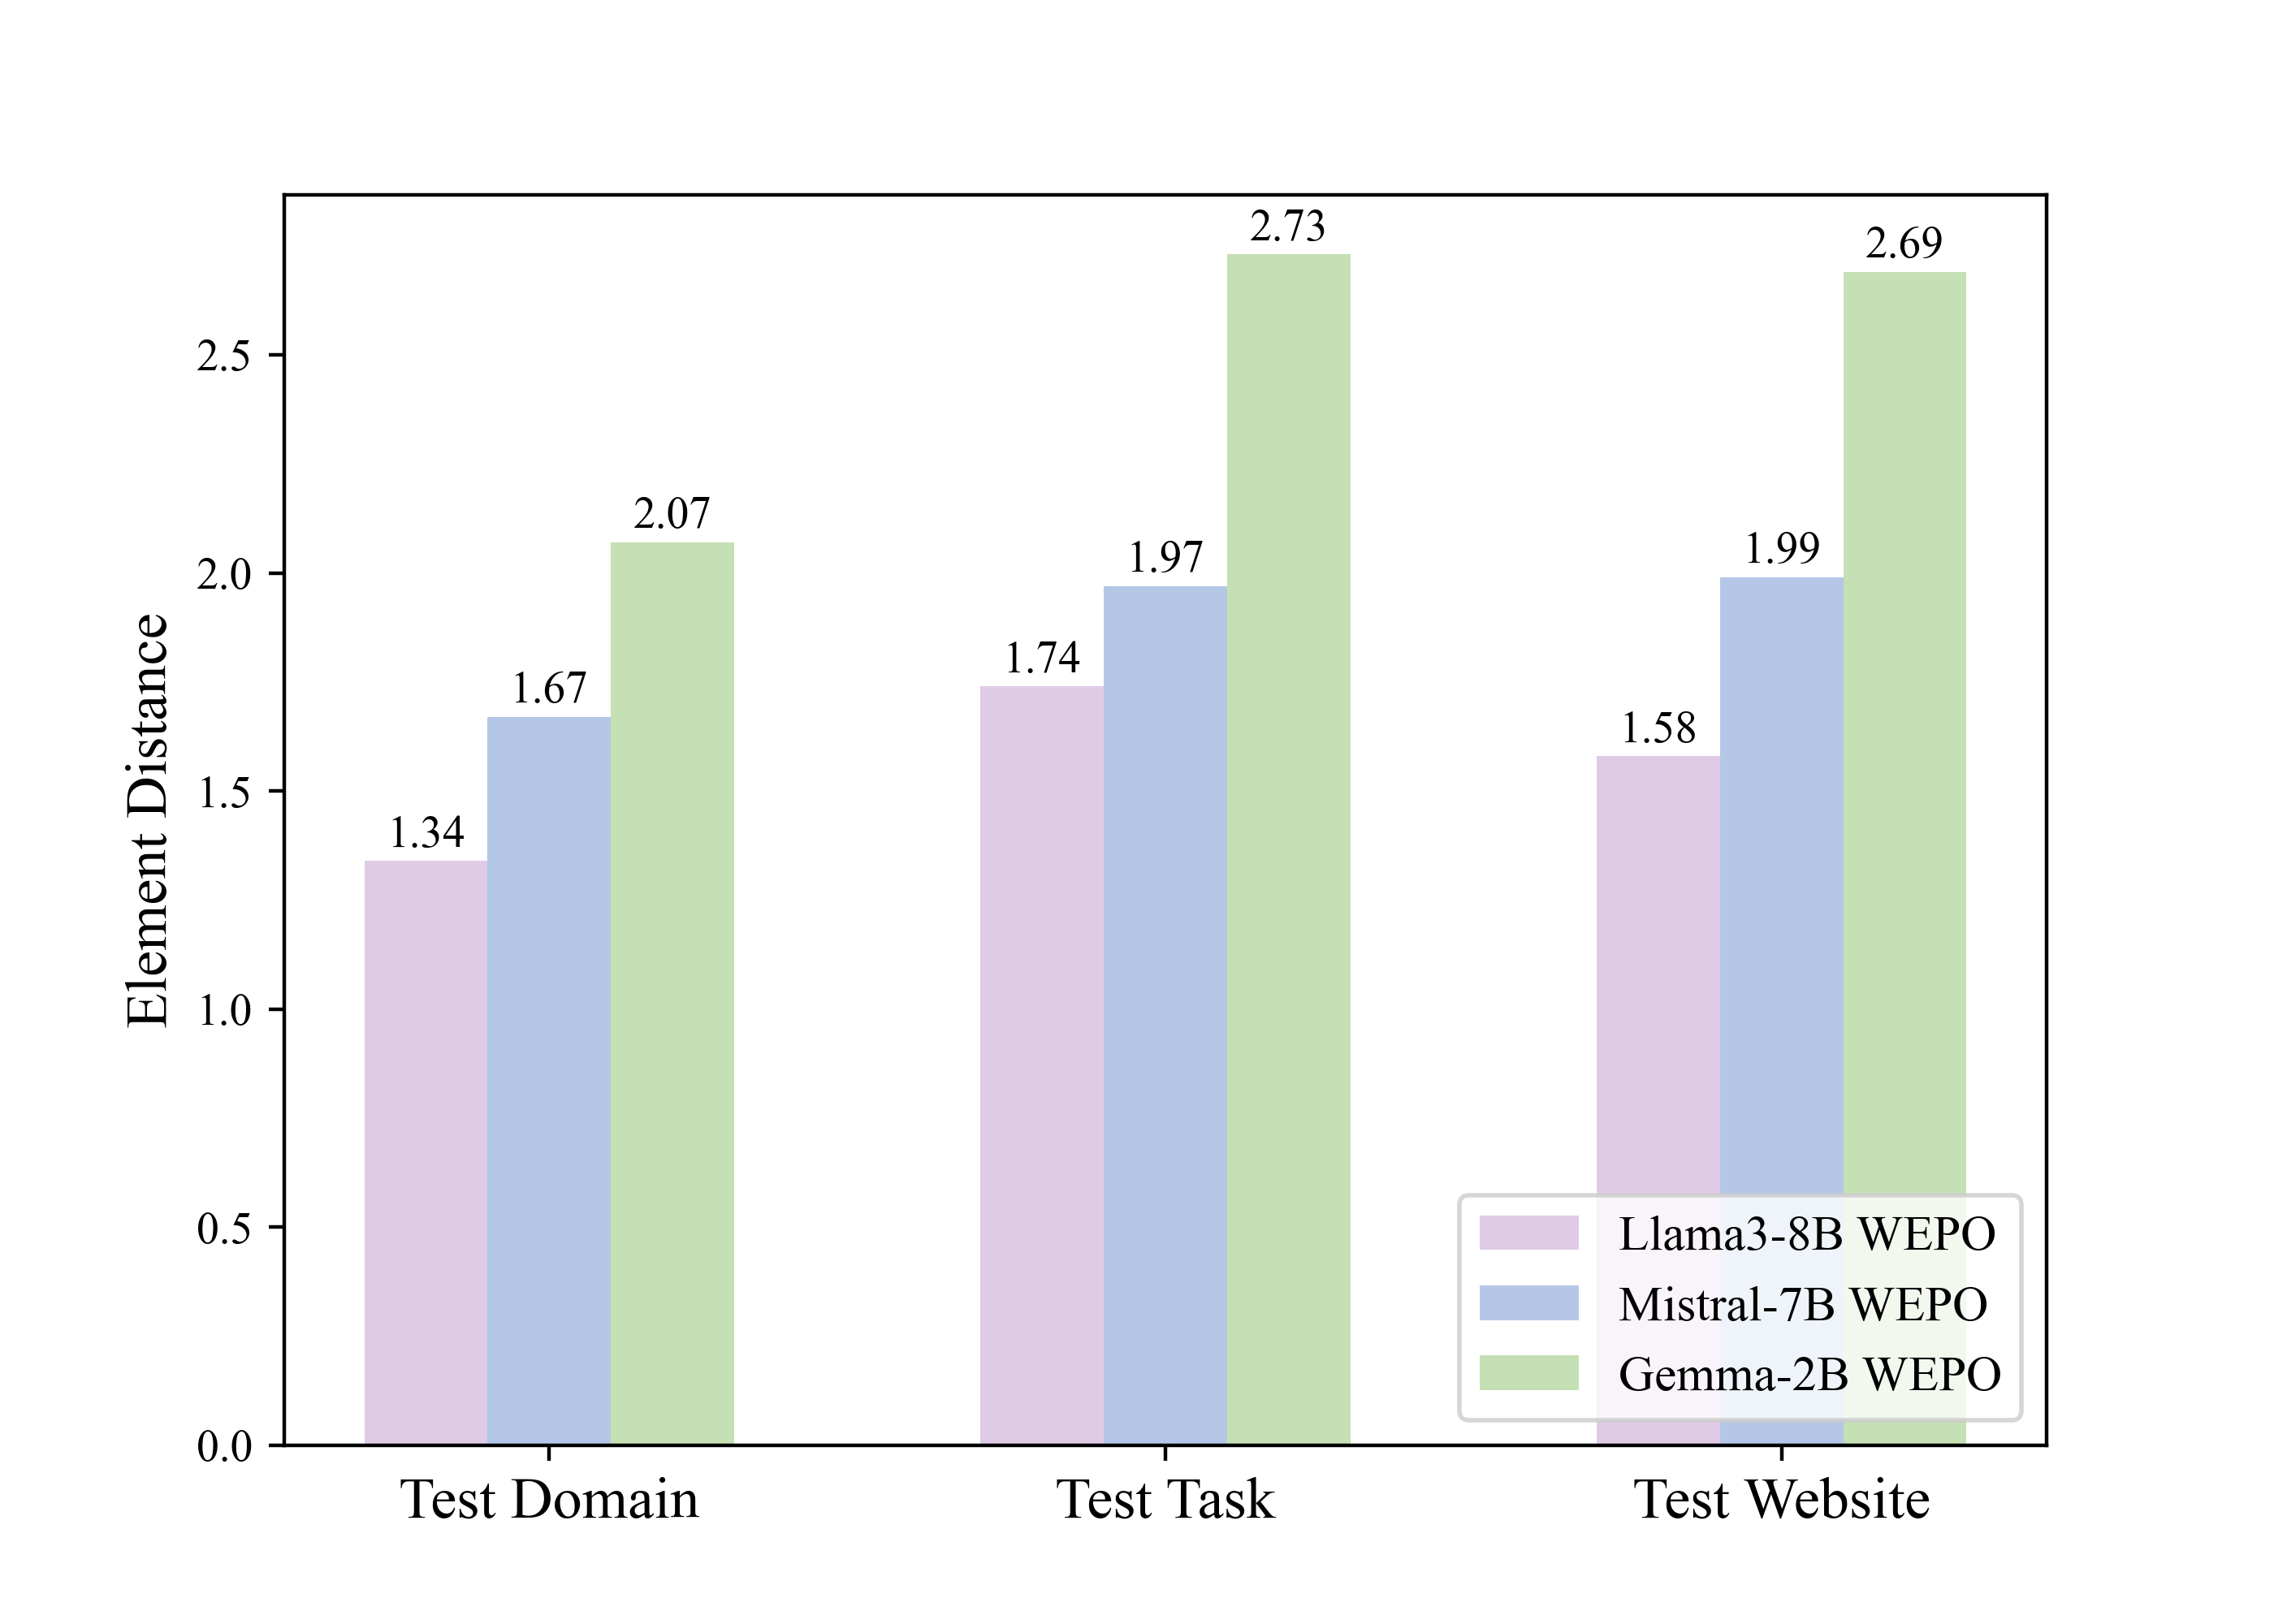 2.73
2.69
2.5
2.07
2.0
1.97
1.99
1.74
1.67
1.58
1.5
1.34
Element Distance
1.0
0.5
Llama3-8B WEPO
Mistral-7B WEPO
Gemma-2B WEPO
0.0
Test Domain
Test Task
Test Website